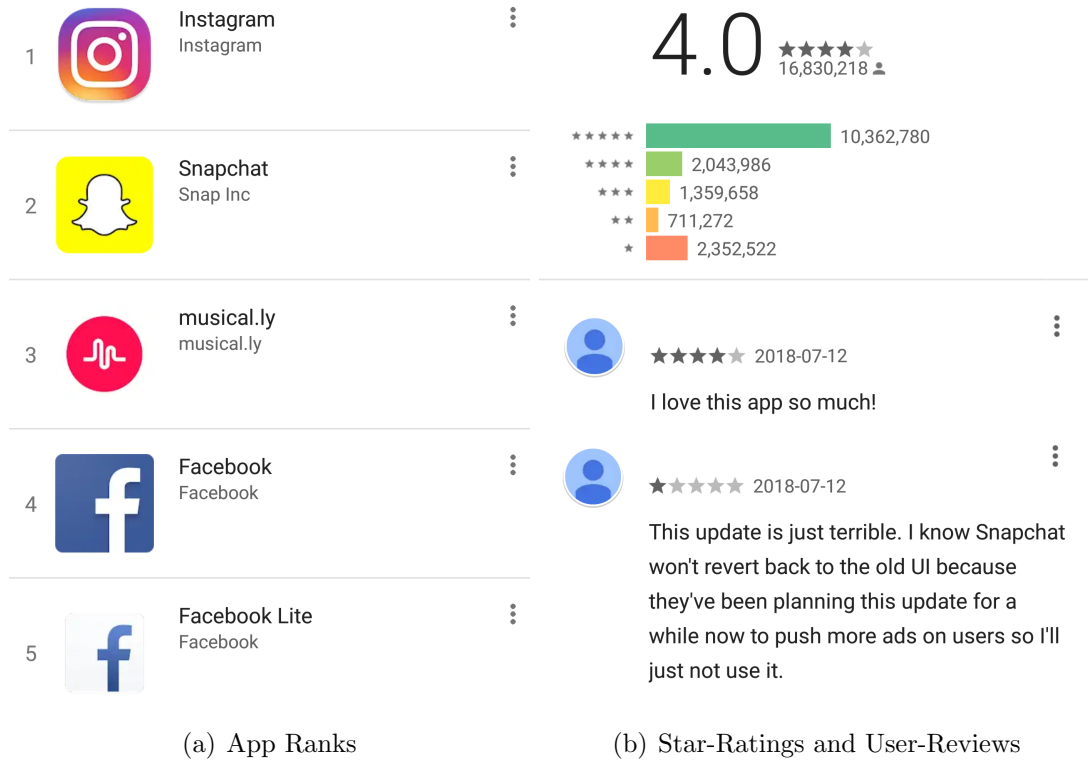 1
Instagram
Instagram
2
Snapchat
Snap Inc
3
musical.ly
musical.ly
4
Facebook
Facebook
5
Facebook Lite
Facebook
(a) App Ranks
4.0
16,830,218
10,362,780
2,043,986
1,359,658
711,272
2,352,522
2018-07-12
I love this app so much!
2018-07-12
This update is just terrible. I know Snapchat
won't revert back to the old UI because
they've been planning this update for a
while now to push more ads on users so I'll
just not use it.
(b) Star-Ratings and User-Reviews